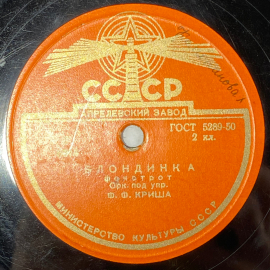 СССР
АПРЕЛЕВСКИЙ ЗАВОД
ГОСТ 5289-50
2 кл.
БЛОНДИНКА
фокстрот
Орк. под упр.
Ф. Ф. КРИША
МИНИСТЕРСТВО КУЛЬТУРЫ СССР